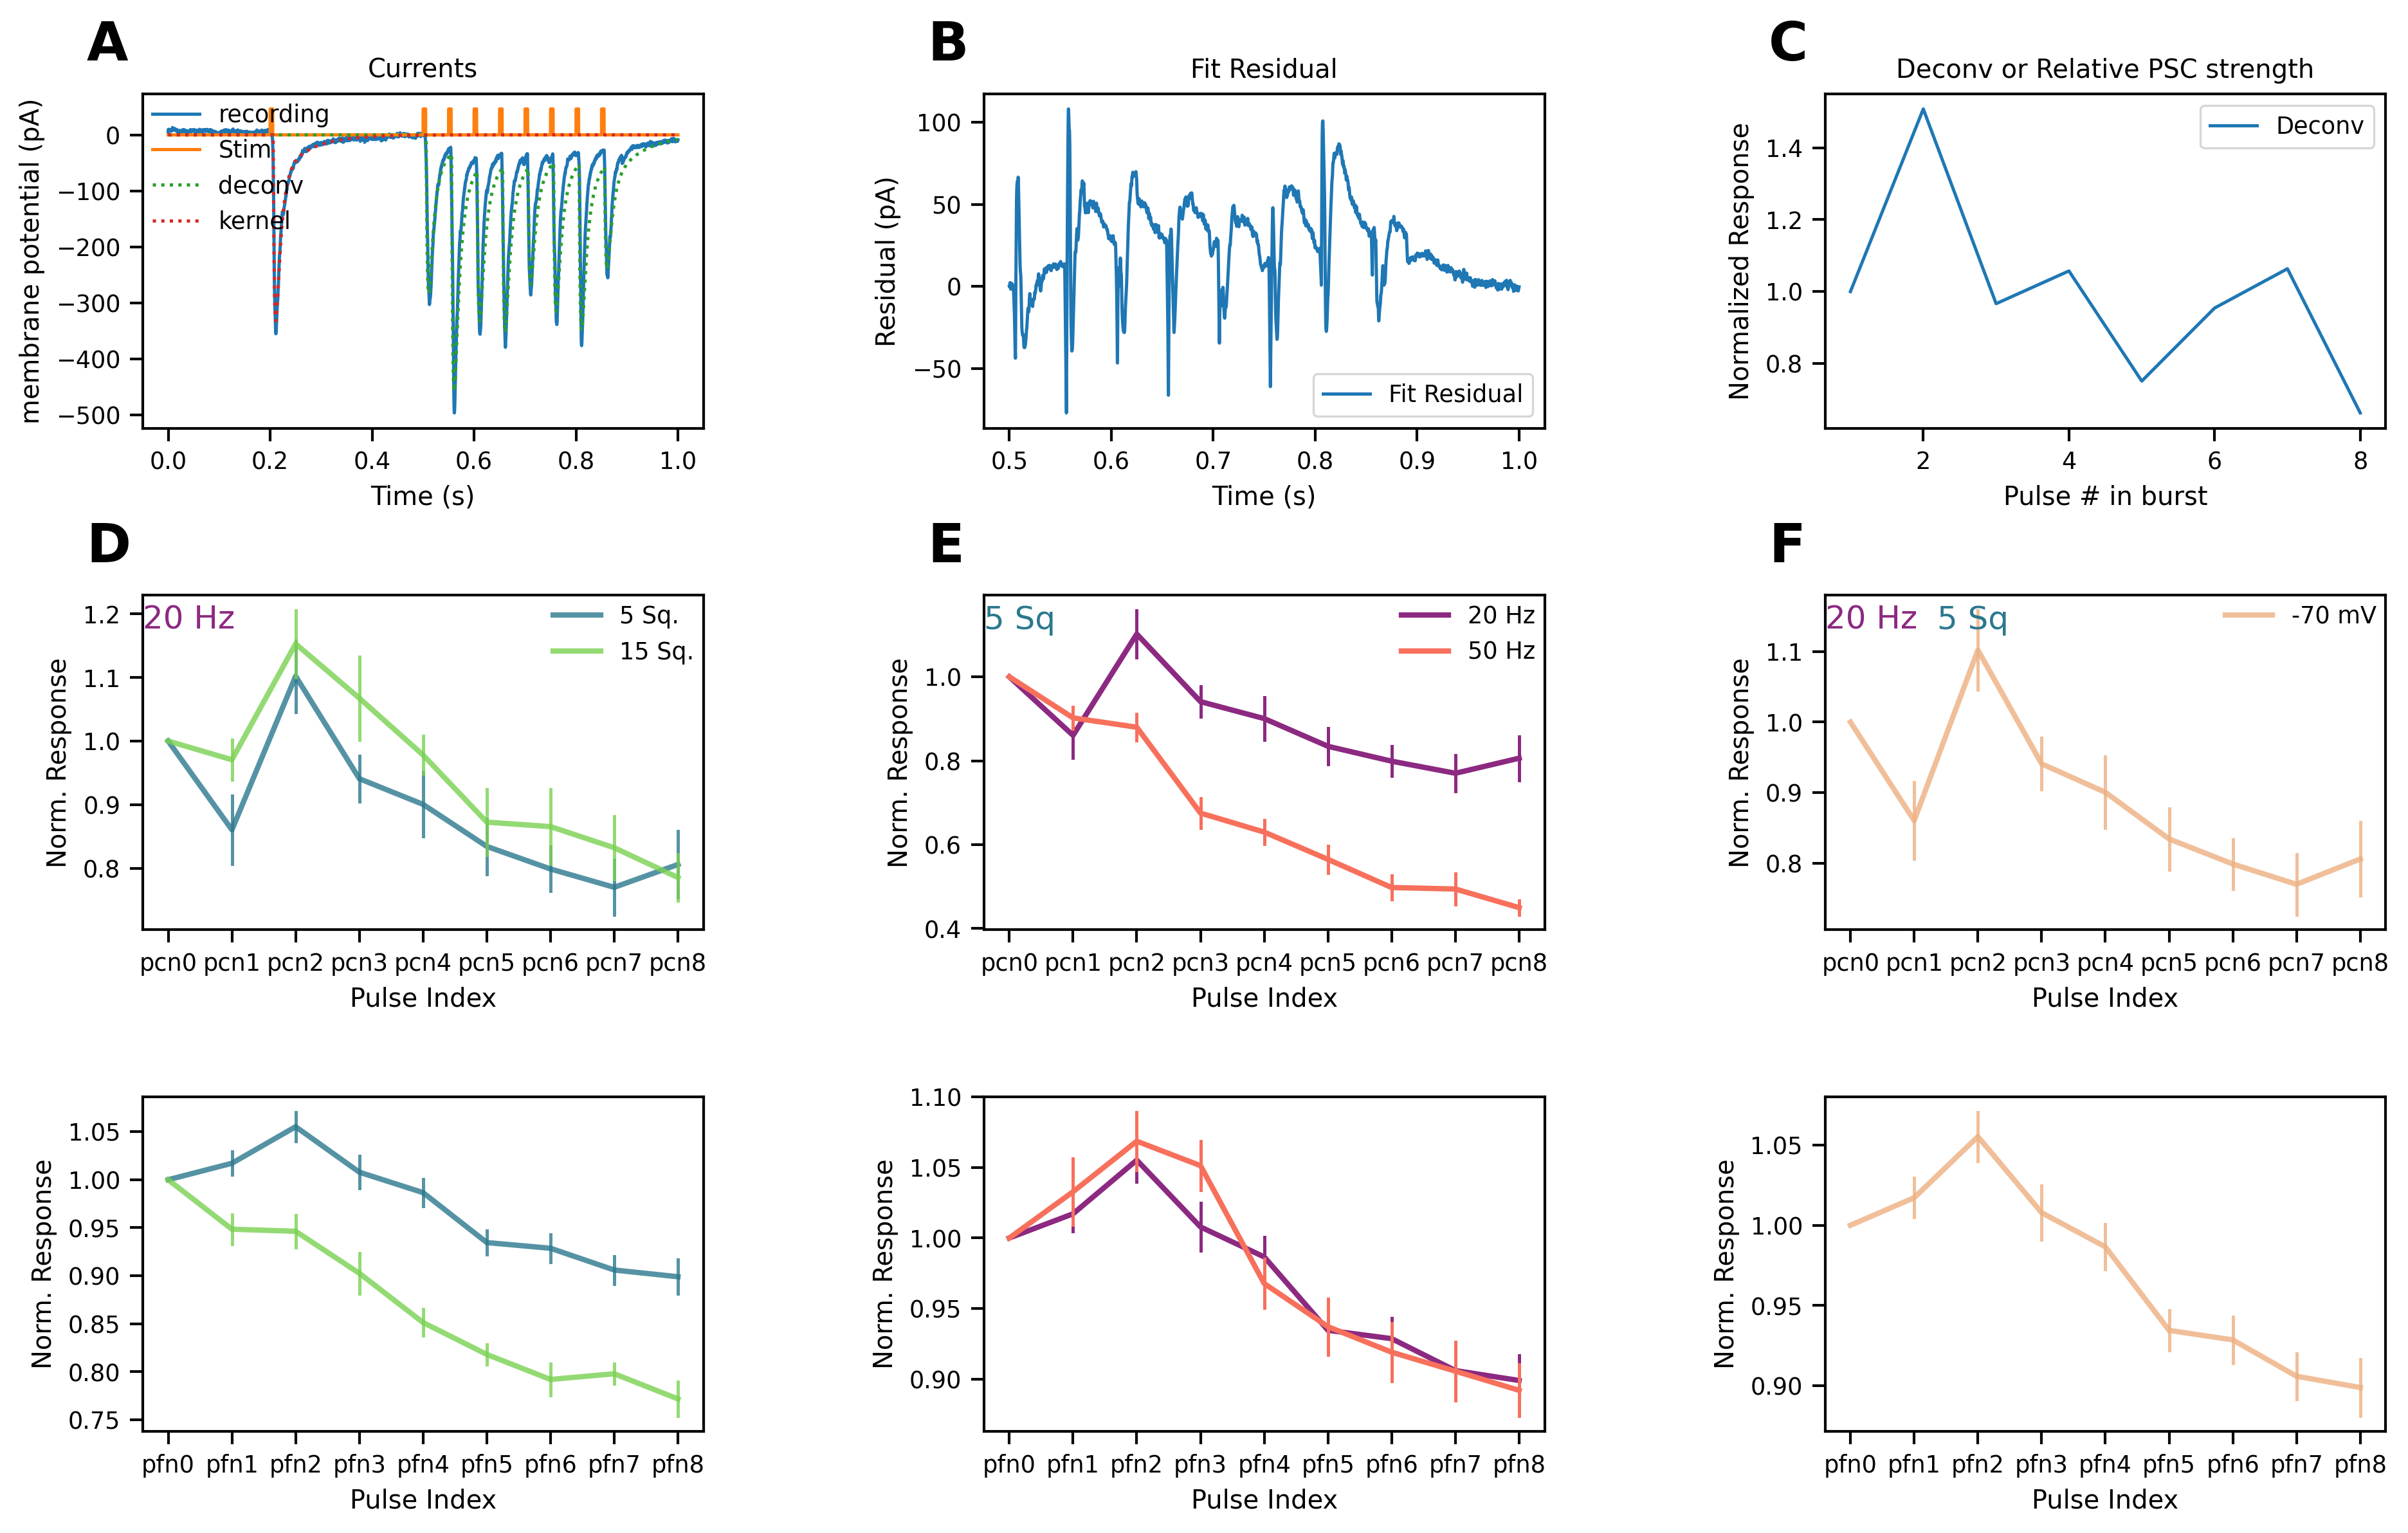 A
B
C
Currents
Fit Residual
Deconv or Relative PSC strength
membrane potential (pA)
0
−100
−200
−300
−400
−500
recording
Stim
deconv
kernel
0.0 0.2 0.4 0.6 0.8 1.0
Time (s)
Residual (pA)
100
50
0
−50
Fit Residual
0.5 0.6 0.7 0.8 0.9 1.0
Time (s)
Normalized Response
1.4
1.2
1.0
0.8
Deconv
2 4 6 8
Pulse # in burst
D
E
F
Norm. Response
1.2
1.1
1.0
0.9
0.8
20 Hz
5 Sq.
15 Sq.
pcn0 pcn1 pcn2 pcn3 pcn4 pcn5 pcn6 pcn7 pcn8
Pulse Index
Norm. Response
1.0
0.8
0.6
0.4
5 Sq
20 Hz
50 Hz
pcn0 pcn1 pcn2 pcn3 pcn4 pcn5 pcn6 pcn7 pcn8
Pulse Index
Norm. Response
1.1
1.0
0.9
0.8
20 Hz 5 Sq
-70 mV
pcn0 pcn1 pcn2 pcn3 pcn4 pcn5 pcn6 pcn7 pcn8
Pulse Index
Norm. Response
1.05
1.00
0.95
0.90
0.85
0.80
0.75
pfn0 pfn1 pfn2 pfn3 pfn4 pfn5 pfn6 pfn7 pfn8
Pulse Index
Norm. Response
1.10
1.05
1.00
0.95
0.90
pfn0 pfn1 pfn2 pfn3 pfn4 pfn5 pfn6 pfn7 pfn8
Pulse Index
Norm. Response
1.05
1.00
0.95
0.90
pfn0 pfn1 pfn2 pfn3 pfn4 pfn5 pfn6 pfn7 pfn8
Pulse Index